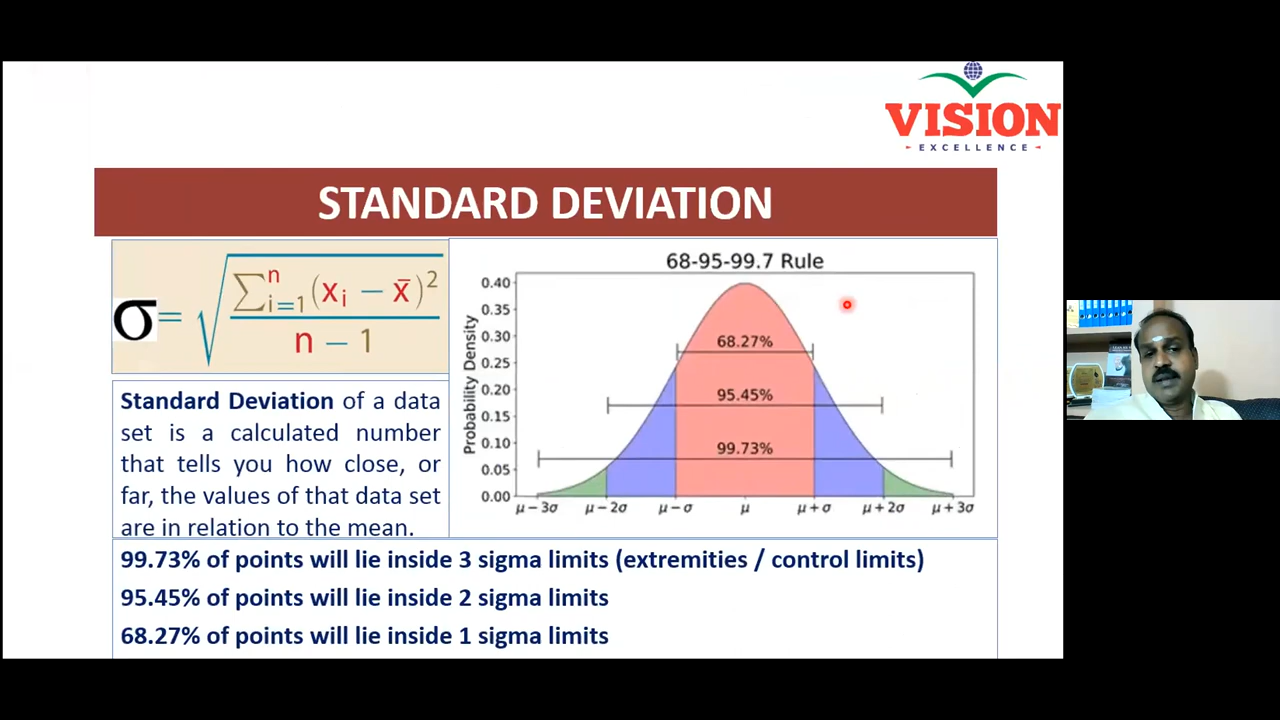 VISION
EXCELLENCE
STANDARD DEVIATION
σ= √ ∑ⁿᵢ₌₁(xᵢ − x̄)²
n − 1
Standard Deviation of a data
set is a calculated number
that tells you how close, or
far, the values of that data set
are in relation to the mean.
68-95-99.7 Rule
Probability Density
0.40
0.35
0.30
0.25
0.20
0.15
0.10
0.05
0.00
68.27%
95.45%
99.73%
μ−3σ μ−2σ μ−σ μ μ+σ μ+2σ μ+3σ
99.73% of points will lie inside 3 sigma limits (extremities / control limits)
95.45% of points will lie inside 2 sigma limits
68.27% of points will lie inside 1 sigma limits